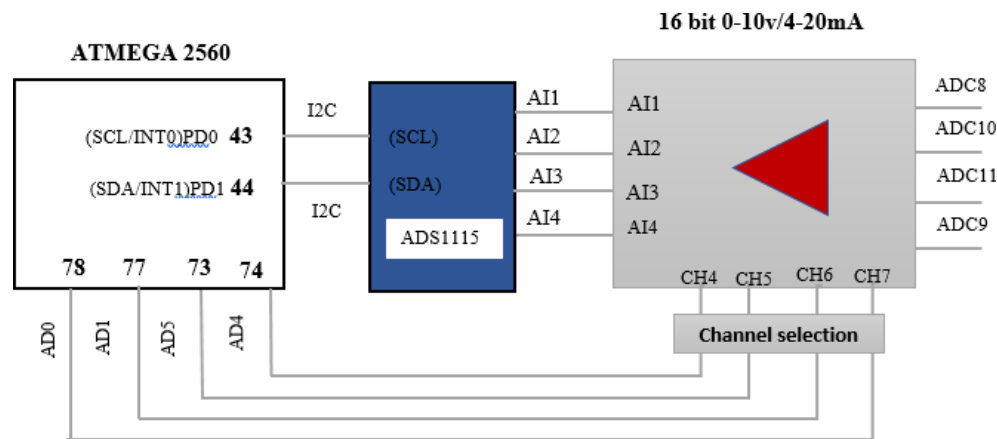 16 bit 0-10v/4-20mA
ATMEGA 2560
(SCL/INT0)PD0 43
(SDA/INT1)PD1 44
78 77 73 74
AD0
AD1
AD5
AD4
I2C
I2C
(SCL)
(SDA)
ADS1115
AI1
AI2
AI3
AI4
AI1
AI2
AI3
AI4
ADC8
ADC10
ADC11
ADC9
CH4 CH5 CH6 CH7
Channel selection